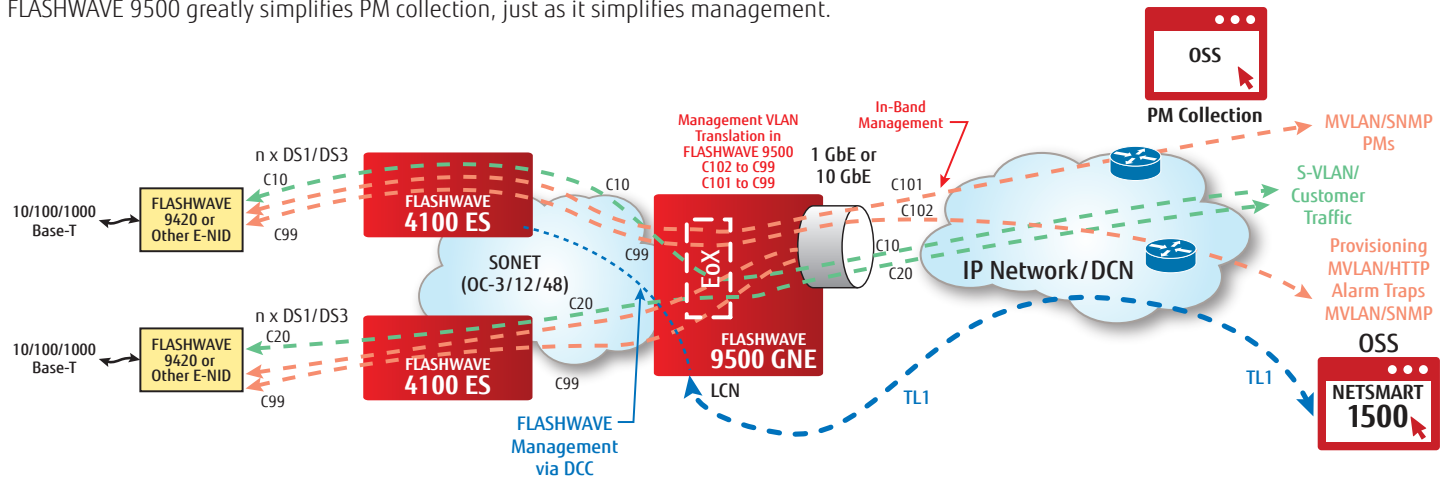 FLASHWAVE 9500 greatly simplifies PM collection, just as it simplifies management.
OSS
PM Collection
In-Band
Management
Management VLAN
Translation in
FLASHWAVE 9500
C102 to C99
C101 to C99
1 GbE or
10 GbE
MVLAN/SNMP
PMs
n x DS1/DS3
C10
FLASHWAVE
4100 ES
C10
C101
C102
S-VLAN/
Customer
Traffic
10/100/1000
Base-T
FLASHWAVE
9420 or
Other E-NID
C99
C99
SONET
(OC-3/12/48)
EoX
C10
C20
IP Network/DCN
Provisioning
MVLAN/HTTP
Alarm Traps
MVLAN/SNMP
n x DS1/DS3
C20
C20
10/100/1000
Base-T
FLASHWAVE
9420 or
Other E-NID
C99
FLASHWAVE
4100 ES
C99
FLASHWAVE
9500 GNE
LCN
TL1
TL1
OSS
NETSMART
1500
FLASHWAVE
Management
via DCC